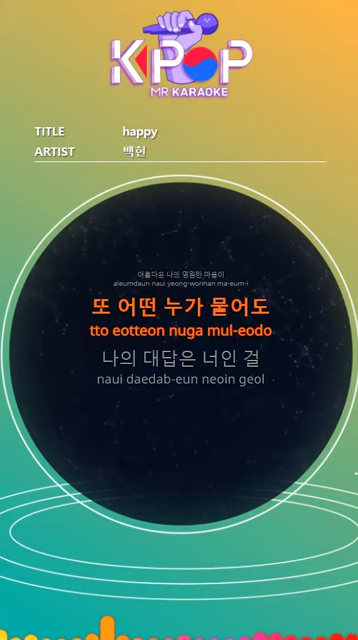 KPOP
MR KARAOKE
TITLE happy
ARTIST 백현
아름다운 나의 영원한 마음이
aleumdaun naui yeong-wonhan ma-eum-i
또 어떤 누가 물어도
tto eotteon nuga mul-eodo
나의 대답은 너인 걸
naui daedab-eun neoin geol